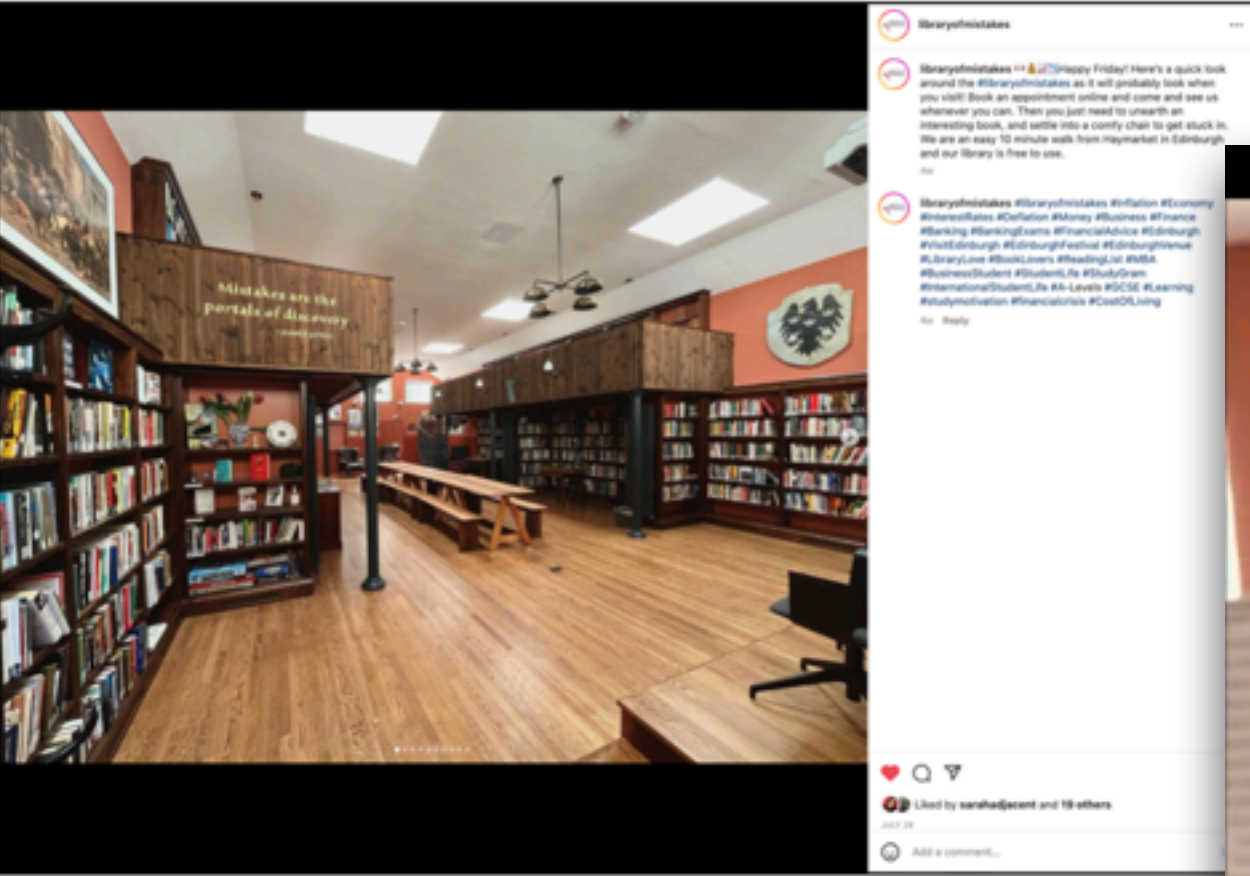 Mistakes are the
portals of discovery
libraryofmistakes
libraryofmistakes Happy Friday! Here's a quick look
around the #libraryofmistakes as it will probably look when
you visit! Book an appointment online and come and see us
whenever you can. Then you just need to unearth an
interesting book, and settle into a comfy chair to get stuck in.
We are an easy 10 minute walk from Haymarket in Edinburgh
and our library is free to use.
4w
libraryofmistakes #libraryofmistakes #Inflation #Economy
#InterestRates #Deflation #Money #Business #Finance
#Banking #BankingExams #FinancialAdvice #Edinburgh
#VisitEdinburgh #EdinburghFestival #EdinburghVenue
#LibraryLove #BookLovers #ReadingList #MBA
#BusinessStudent #StudentLife #StudyGram
#InternationalStudentLife #A-Levels #GCSE #Learning
#studymotivation #financialcrisis #CostOfLiving
4w Reply
Liked by sarahadjacent and 19 others
JULY 28
Add a comment...